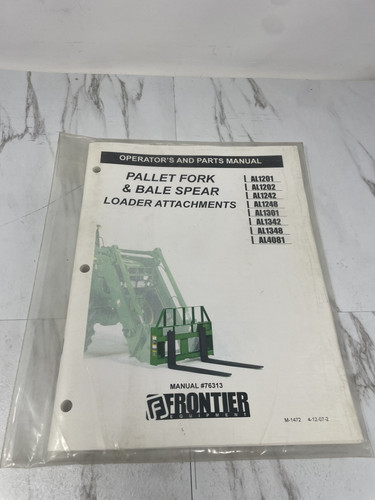 OPERATOR'S AND PARTS MANUAL
PALLET FORK
& BALE SPEAR
LOADER ATTACHMENTS
AL1201
AL1202
AL1242
AL1248
AL1301
AL1342
AL1348
AL4081
MANUAL #76313
FRONTIER
EQUIPMENT
M-1472 4-12-07-2